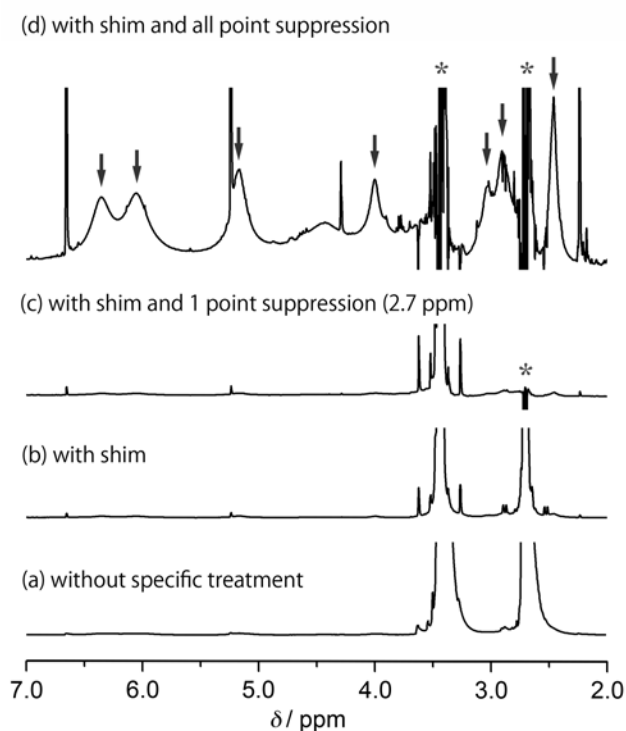 (d) with shim and all point suppression
* *
(c) with shim and 1 point suppression (2.7 ppm)
*
(b) with shim
(a) without specific treatment
7.0 6.0 5.0 4.0 3.0 2.0
δ / ppm